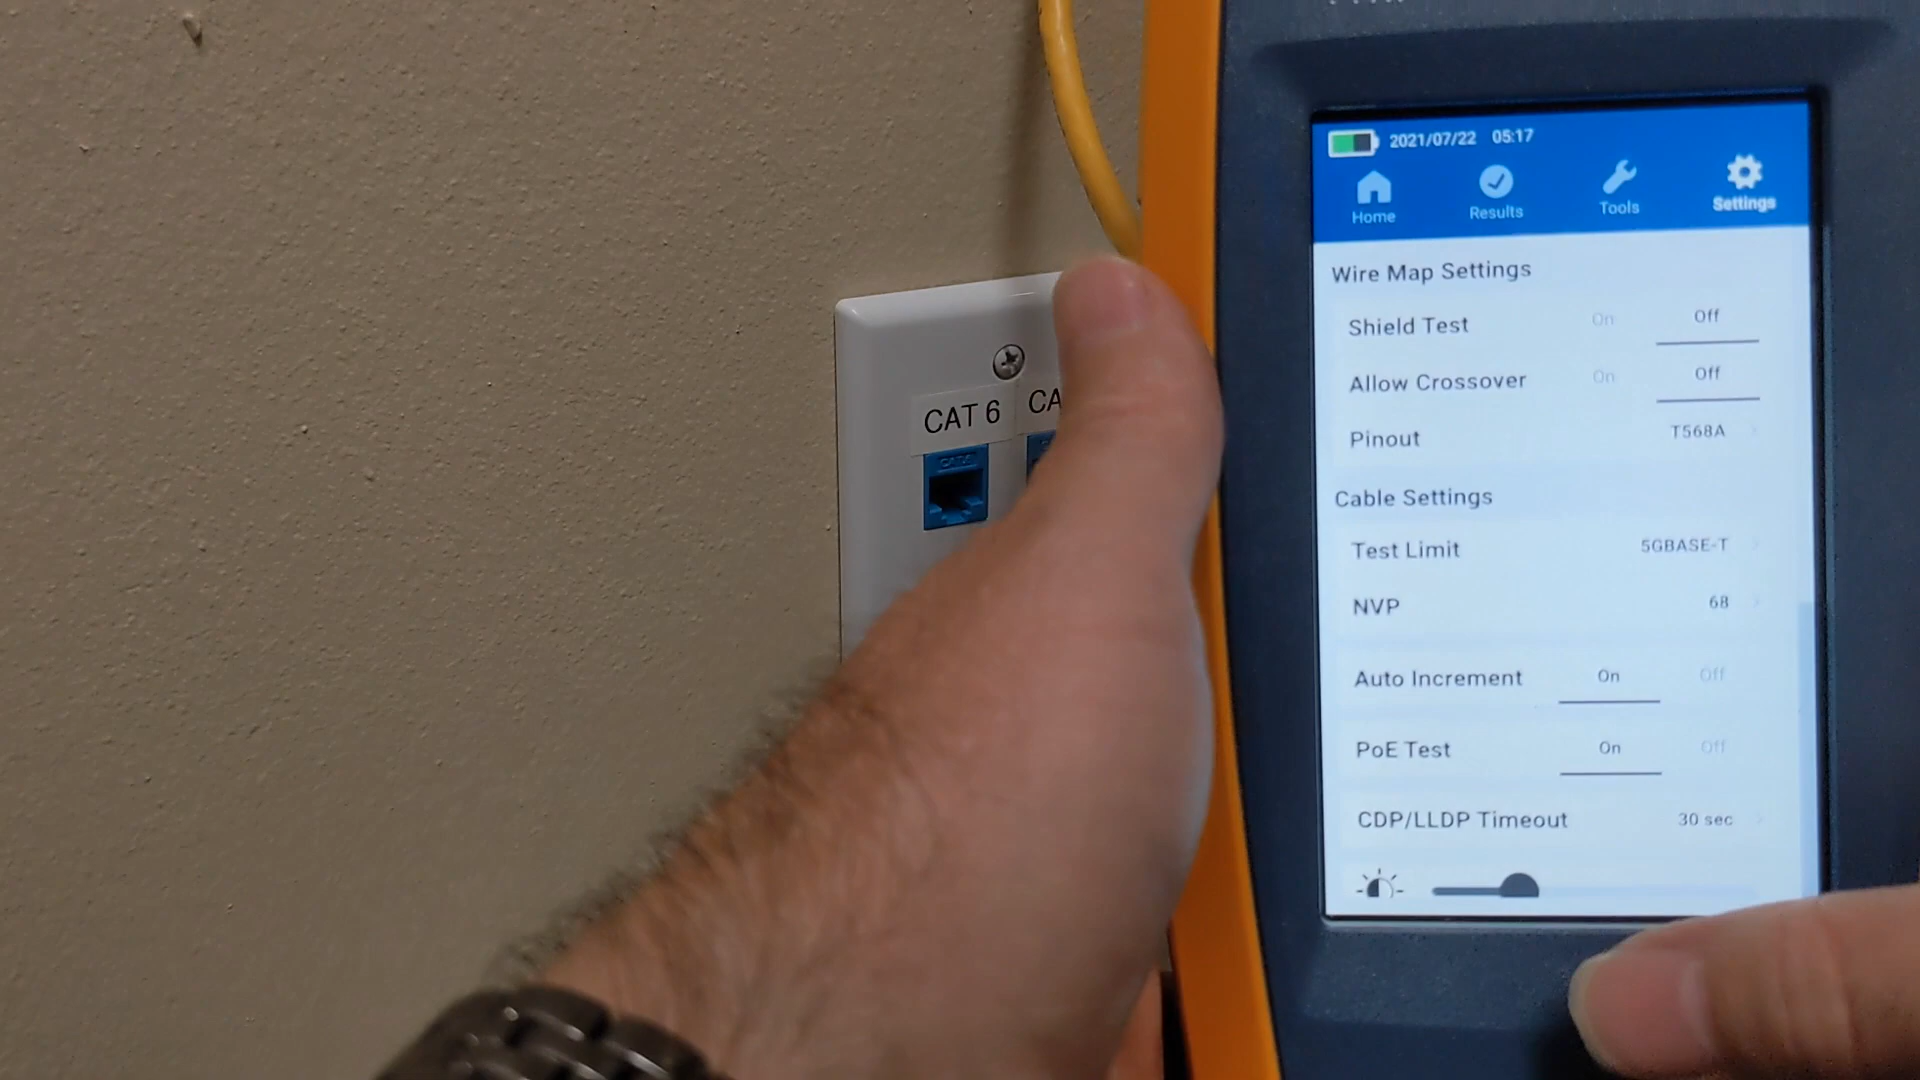 2021/07/22 05:17
Home Results Tools Settings
Wire Map Settings
Shield Test On Off
Allow Crossover On Off
Pinout T568A
Cable Settings
Test Limit 5GBASE-T
NVP 68
Auto Increment On Off
PoE Test On Off
CDP/LLDP Timeout 30 sec
CAT 6
CA